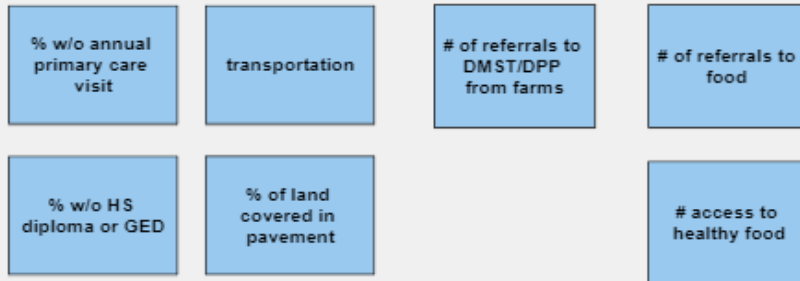 % w/o annual
primary care
visit
transportation
# of referrals to
DMST/DPP
from farms
# of referrals to
food
% w/o HS
diploma or GED
% of land
covered in
pavement
# access to
healthy food